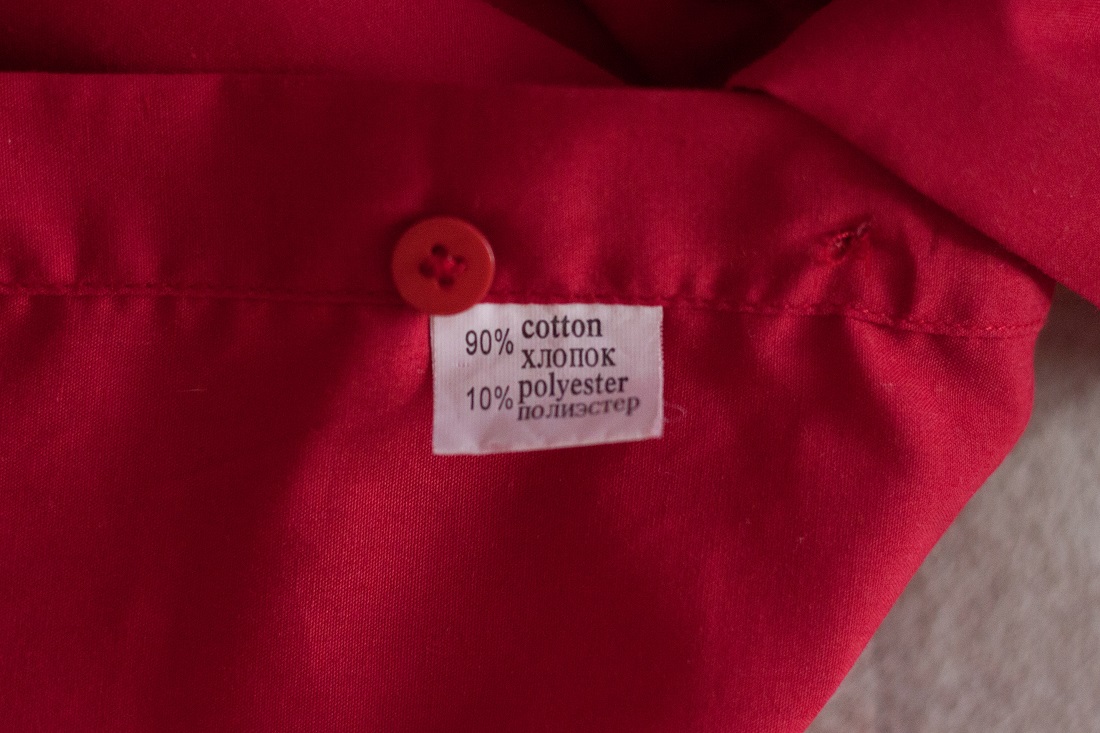 90% cotton
хлопок
10% polyester
полиэстер